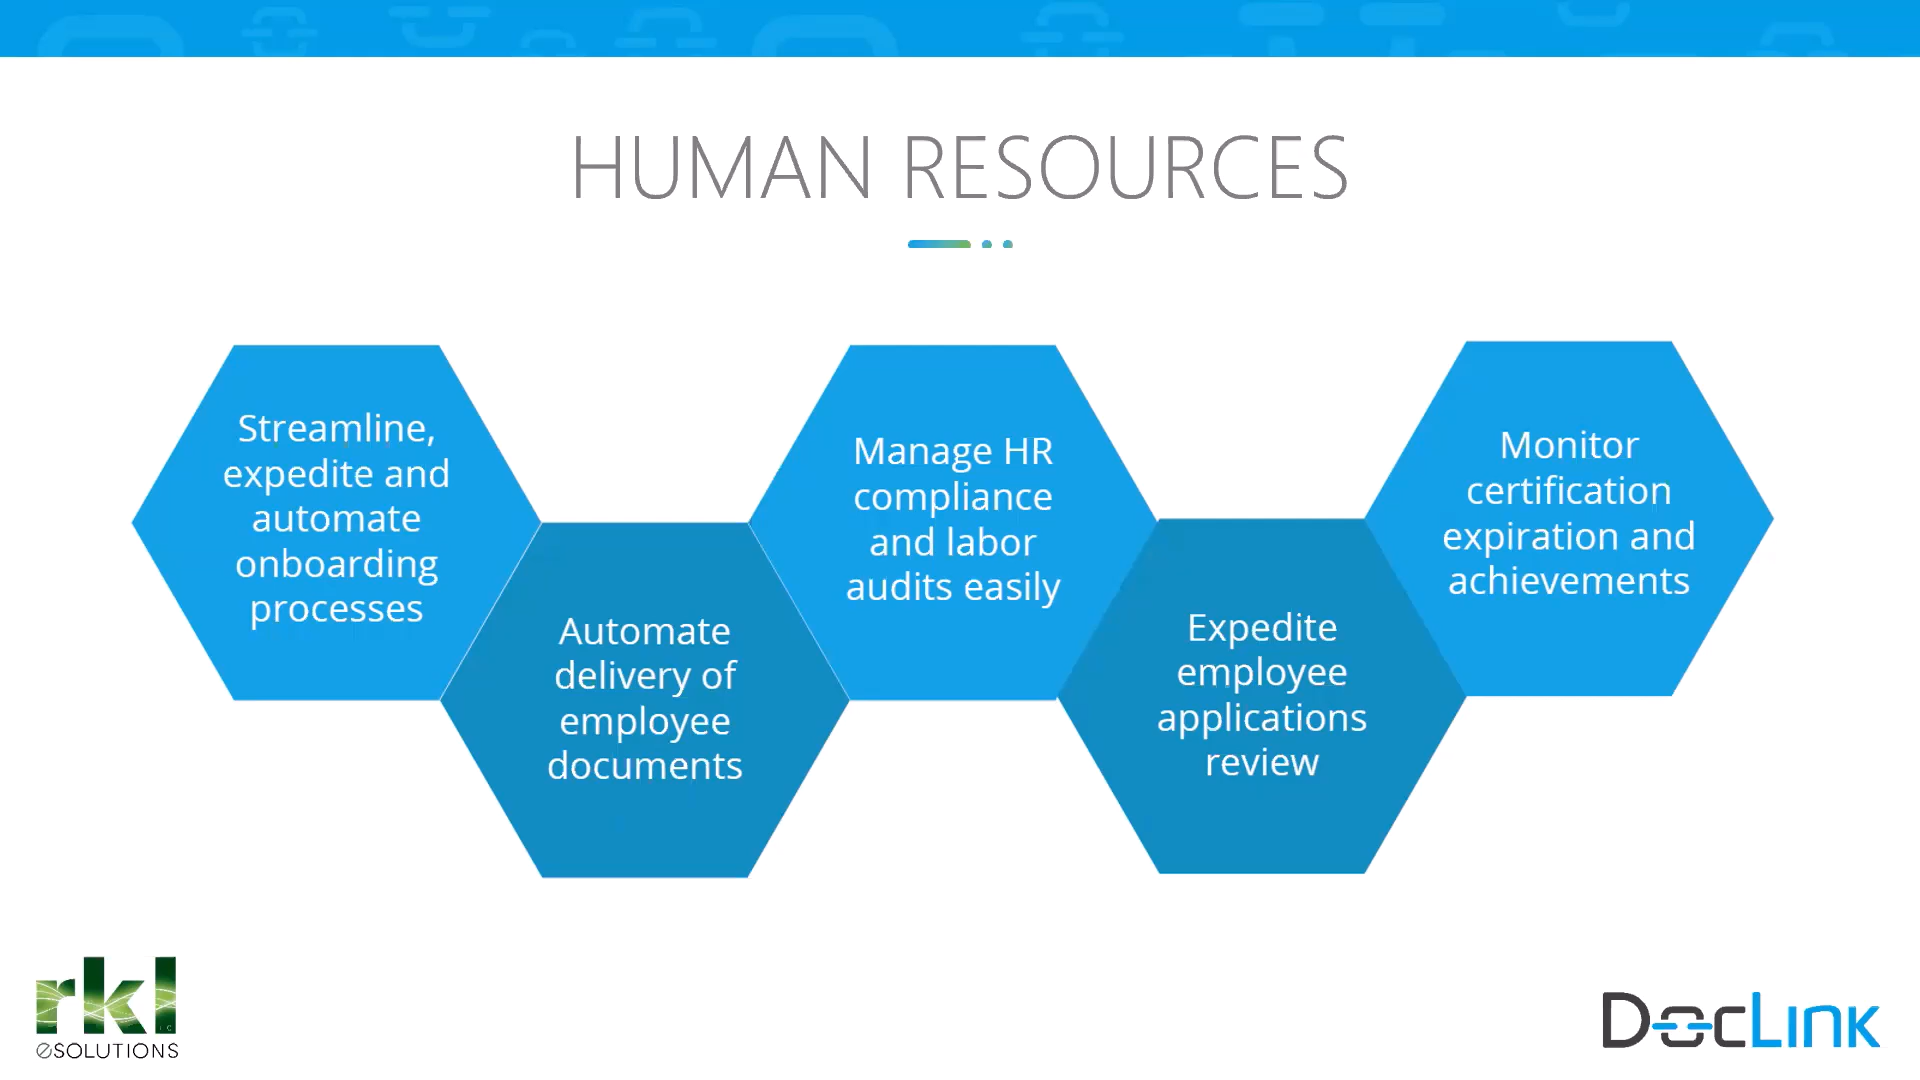 HUMAN RESOURCES
Streamline,
expedite and
automate
onboarding
processes
Automate
delivery of
employee
documents
Manage HR
compliance
and labor
audits easily
Expedite
employee
applications
review
Monitor
certification
expiration and
achievements
rkl
eSOLUTIONS
DocLink